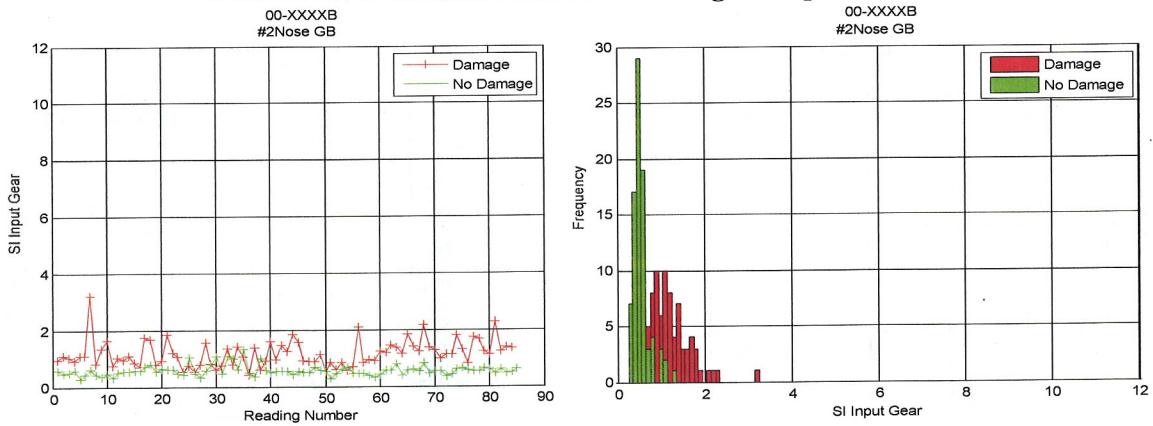 00-XXXXB
#2Nose GB
12
10
8
6
4
2
0
0 10 20 30 40 50 60 70 80 90
SI Input Gear
Reading Number
Damage
No Damage
00-XXXXB
#2Nose GB
30
25
20
15
10
5
0
0 2 4 6 8 10 12
Frequency
SI Input Gear
Damage
No Damage